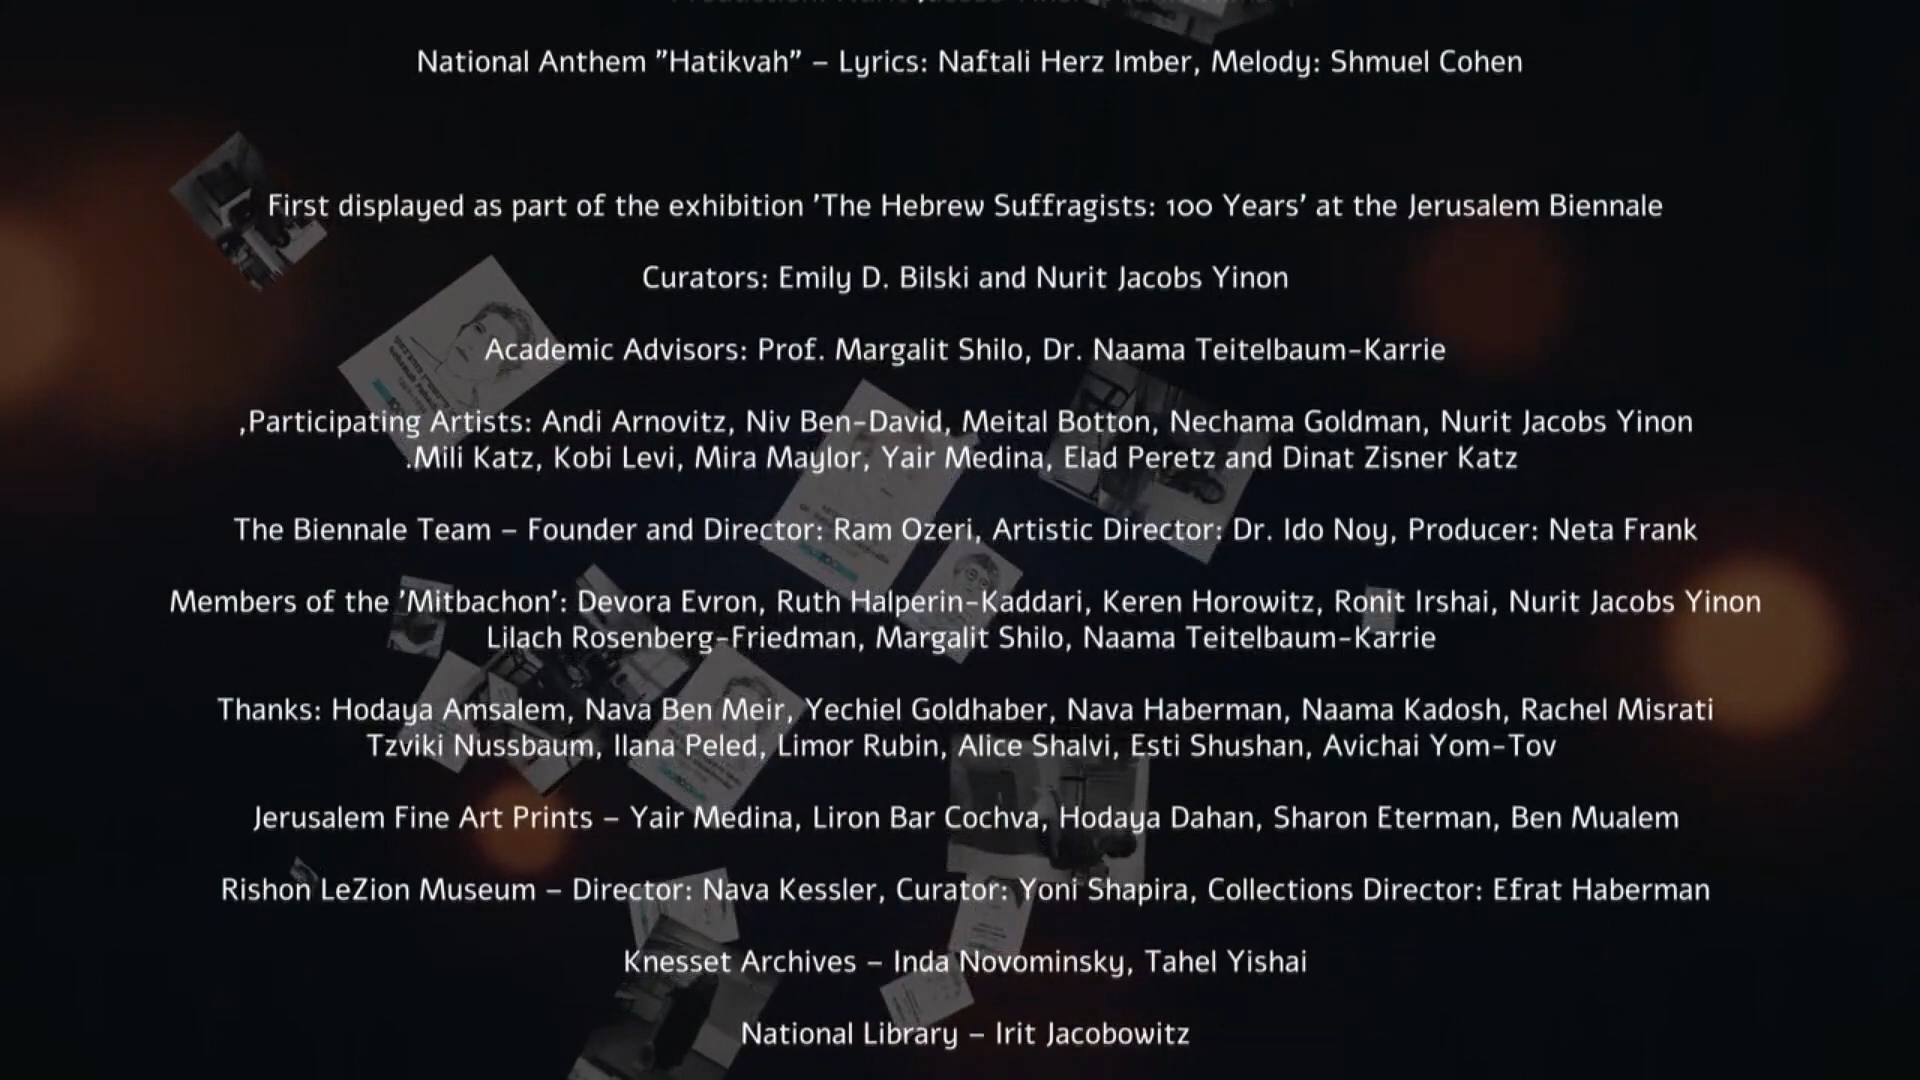 National Anthem ”Hatikvah” – Lyrics: Naftali Herz Imber, Melody: Shmuel Cohen
First displayed as part of the exhibition ’The Hebrew Suffragists: 100 Years’ at the Jerusalem Biennale
Curators: Emily D. Bilski and Nurit Jacobs Yinon
Academic Advisors: Prof. Margalit Shilo, Dr. Naama Teitelbaum-Karrie
,Participating Artists: Andi Arnovitz, Niv Ben-David, Meital Botton, Nechama Goldman, Nurit Jacobs Yinon
.Mili Katz, Kobi Levi, Mira Maylor, Yair Medina, Elad Peretz and Dinat Zisner Katz
The Biennale Team – Founder and Director: Ram Ozeri, Artistic Director: Dr. Ido Noy, Producer: Neta Frank
Members of the ’Mitbachon’: Devora Evron, Ruth Halperin-Kaddari, Keren Horowitz, Ronit Irshai, Nurit Jacobs Yinon
Lilach Rosenberg-Friedman, Margalit Shilo, Naama Teitelbaum-Karrie
Thanks: Hodaya Amsalem, Nava Ben Meir, Yechiel Goldhaber, Nava Haberman, Naama Kadosh, Rachel Misrati
Tzviki Nussbaum, Ilana Peled, Limor Rubin, Alice Shalvi, Esti Shushan, Avichai Yom-Tov
Jerusalem Fine Art Prints – Yair Medina, Liron Bar Cochva, Hodaya Dahan, Sharon Eterman, Ben Mualem
Rishon LeZion Museum – Director: Nava Kessler, Curator: Yoni Shapira, Collections Director: Efrat Haberman
Knesset Archives – Inda Novominsky, Tahel Yishai
National Library – Irit Jacobowitz